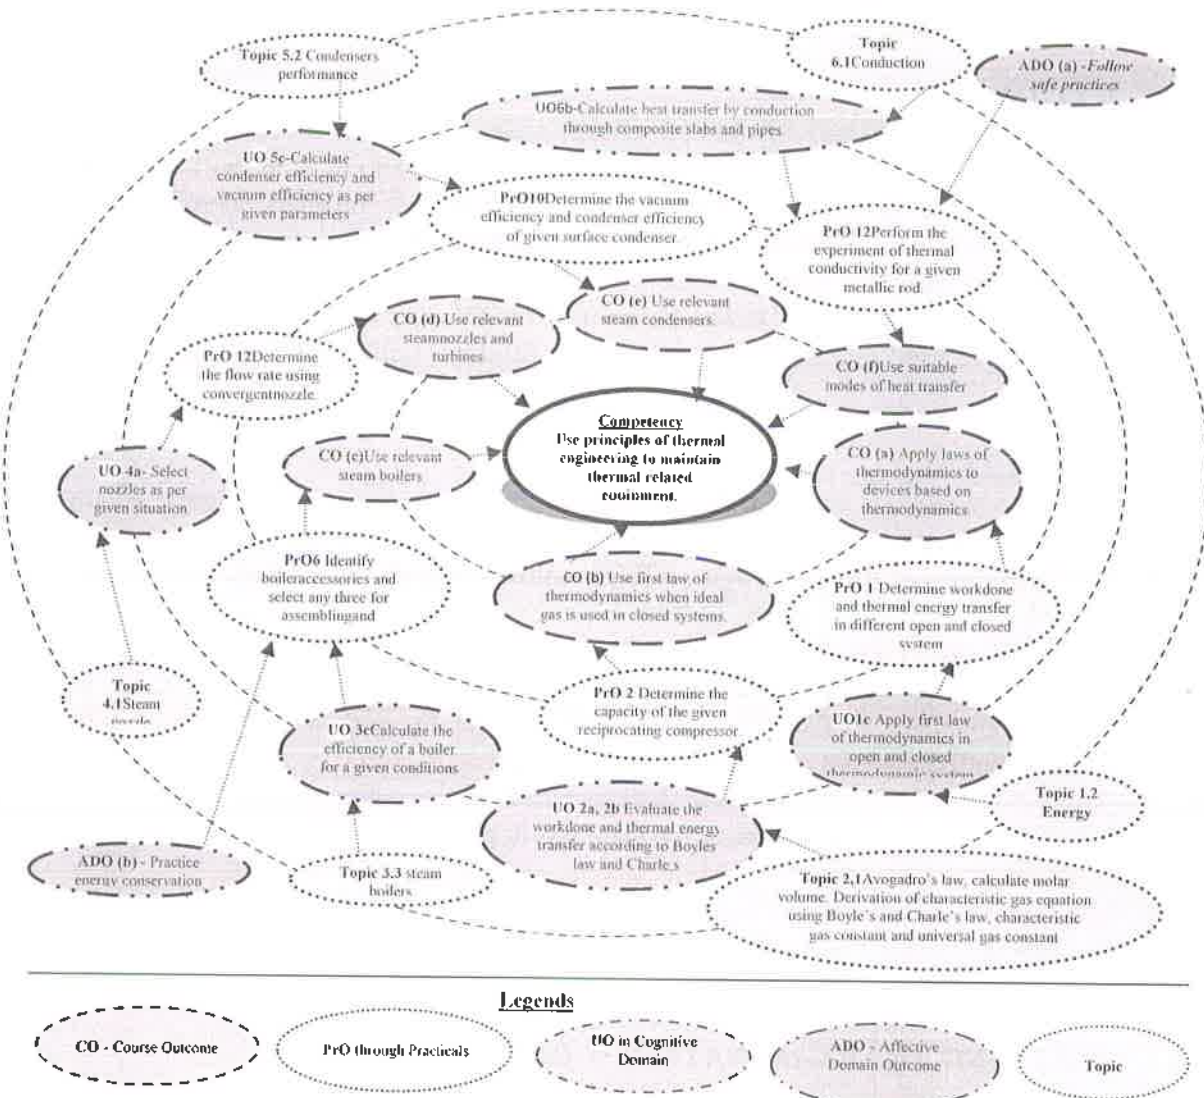 Topic 5.2 Condensers
performance
Topic
6.1Conduction
ADO (a) -Follow
safe practices
UO6b-Calculate heat transfer by conduction
through composite slabs and pipes
UO 5c-Calculate
condenser efficiency and
vacuum efficiency as per
given parameters
PrO10Determine the vacuum
efficiency and condenser efficiency
of given surface condenser
PrO 12Perform the
experiment of thermal
conductivity for a given
metallic rod
CO (e) Use relevant
steam condensers.
CO (d) Use relevant
steamnozzles and
turbines
PrO 12Determine
the flow rate using
convergentnozzle
CO (f)Use suitable
modes of heat transfer
Competency
Use principles of thermal
engineering to maintain
thermal related
CO (c)Use relevant
steam boilers
CO (a) Apply laws of
thermodynamics to
devices based on
thermodynamics
UO 4a- Select
nozzles as per
given situation
PrO6 Identify
boileraccessories and
select any three for
assemblingand
CO (b) Use first law of
thermodynamics when ideal
gas is used in closed systems.
PrO 1 Determine workdone
and thermal energy transfer
in different open and closed
system
Topic
4.1Steam
PrO 2 Determine the
capacity of the given
reciprocating compressor
UO 3cCalculate the
efficiency of a boiler
for a given conditions
UO1c Apply first law
of thermodynamics in
open and closed
thermodynamic system
Topic 1.2
Energy
UO 2a, 2b Evaluate the
workdone and thermal energy
transfer according to Boyles
law and Charle,s
ADO (b) - Practice
energy conservation
Topic 3.3 steam
boilers
Topic 2.1Avogadro's law, calculate molar
volume. Derivation of characteristic gas equation
using Boyle's and Charle's law, characteristic
gas constant and universal gas constant
Legends
CO - Course Outcome
PrO through Practicals
UO in Cognitive
Domain
ADO - Affective
Domain Outcome
Topic